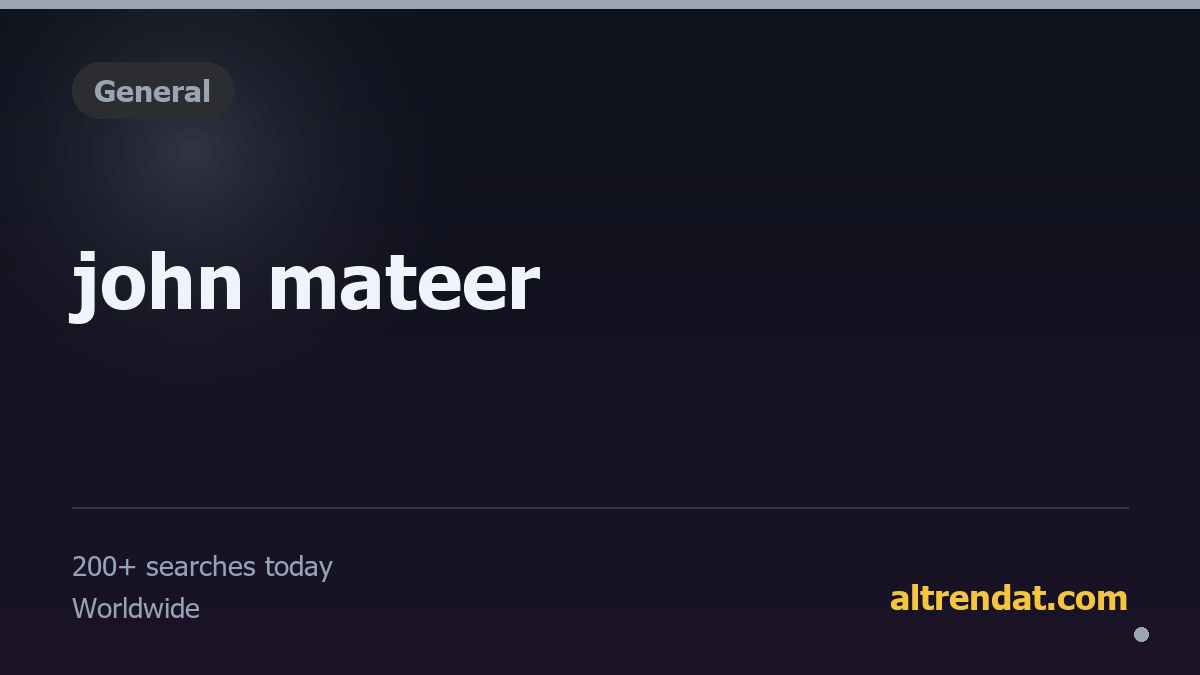 General
john mateer
200+ searches today
Worldwide
altrendat.com